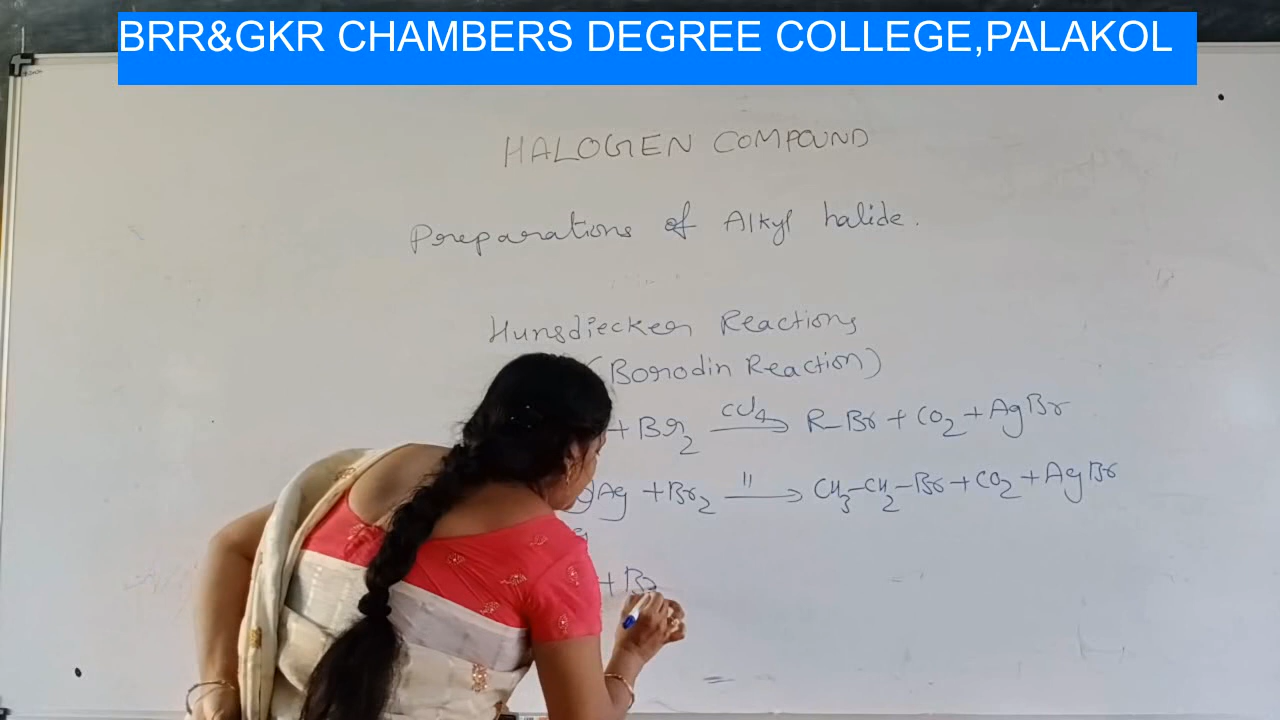 BRR&GKR CHAMBERS DEGREE COLLEGE,PALAKOL
HALOGEN COMPOUND
Preparations of Alkyl halide.
Hunsdiecker Reactions
(Borodin Reaction)
+ Br₂ CCl₄ → R–Br + CO₂ + AgBr
Ag + Br₂ " → CH₃–CH₂–Br + CO₂ + AgBr
+ Br